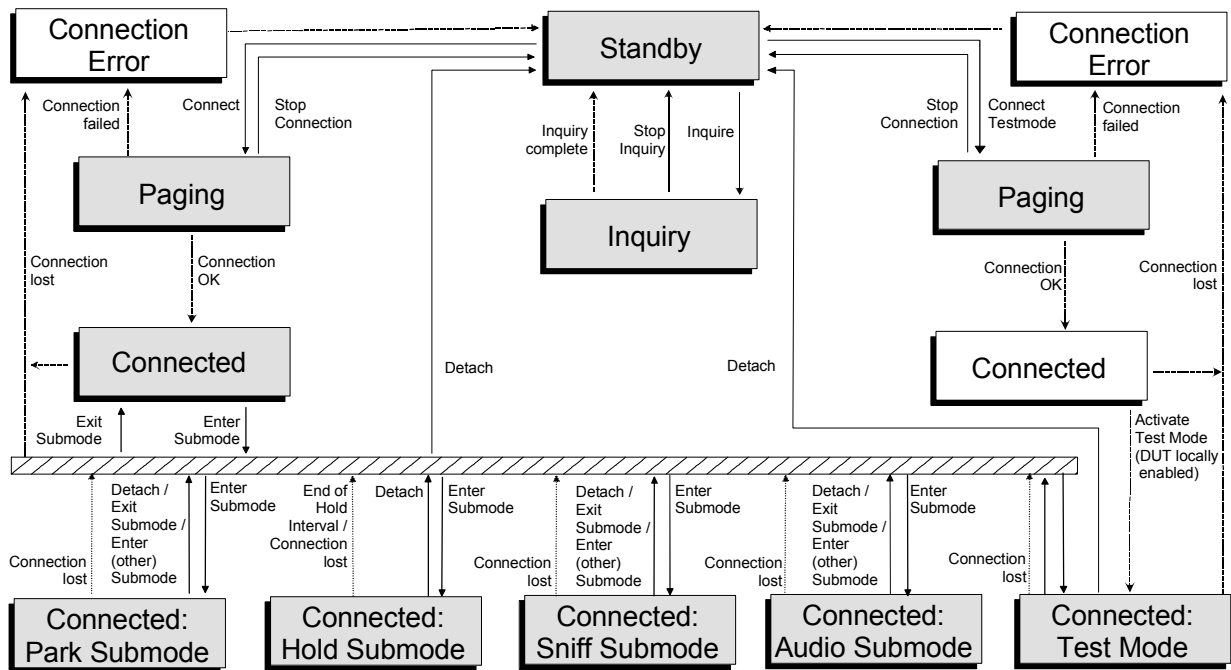 Connection
Error
Standby
Connection
Error
Connection
failed
Connect
Stop
Connection
Inquiry
complete
Stop
Inquiry
Inquire
Stop
Connection
Connect
Testmode
Connection
failed
Paging
Inquiry
Paging
Connection
lost
Connection
OK
Connection
OK
Connection
lost
Connected
Detach
Detach
Connected
Exit
Submode
Enter
Submode
Activate
Test Mode
(DUT locally
enabled)
Connection
lost
Detach /
Exit
Submode /
Enter
(other)
Submode
Enter
Submode
End of
Hold
Interval /
Connection
lost
Detach
Enter
Submode
Connection
lost
Detach /
Exit
Submode /
Enter
(other)
Submode
Enter
Submode
Connection
lost
Detach /
Exit
Submode /
Enter
(other)
Submode
Enter
Submode
Connection
lost
Connected:
Park Submode
Connected:
Hold Submode
Connected:
Sniff Submode
Connected:
Audio Submode
Connected:
Test Mode